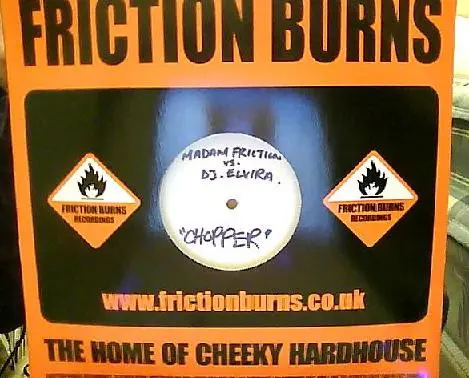 FRICTION BURNS
MADAM FRICTION
VS.
DJ. ELVIRA.
"CHOPPER"
FRICTION BURNS
RECORDINGS
FRICTION BURNS
RECORDINGS
www.frictionburns.co.uk
THE HOME OF CHEEKY HARDHOUSE